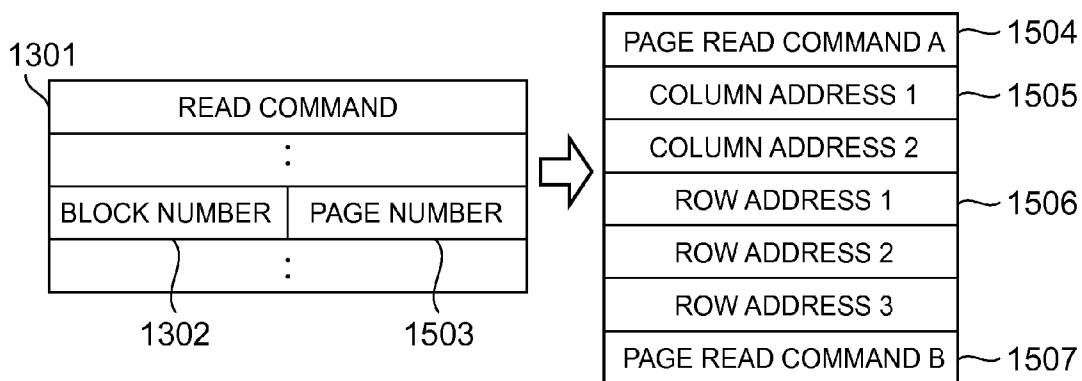 1301
READ COMMAND
:
BLOCK NUMBER PAGE NUMBER
:
1302 1503
PAGE READ COMMAND A 1504
COLUMN ADDRESS 1 1505
COLUMN ADDRESS 2
ROW ADDRESS 1 1506
ROW ADDRESS 2
ROW ADDRESS 3
PAGE READ COMMAND B 1507